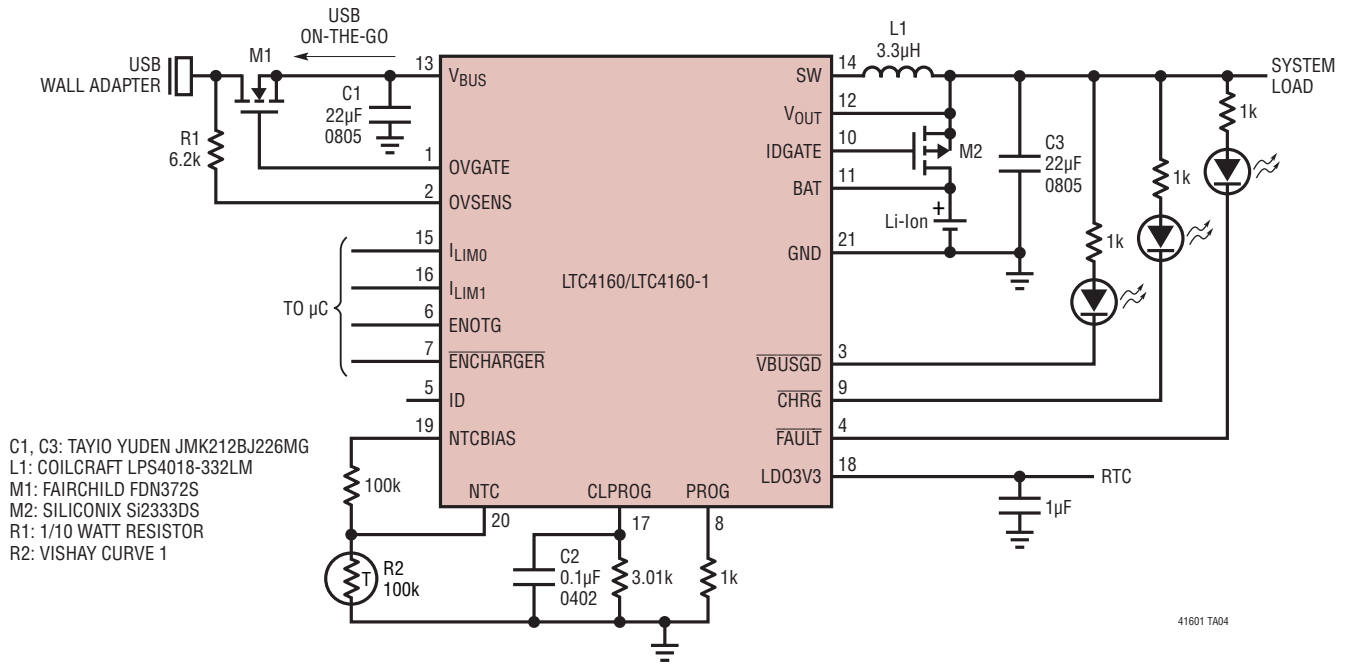 USB
ON-THE-GO
USB
WALL ADAPTER
M1
13
VBUS
C1
22µF
0805
R1
6.2k
1
OVGATE
2
OVSENS
15
ILIM0
16
ILIM1
TO µC
6
ENOTG
7
ENCHARGER
5
ID
19
NTCBIAS
100k
NTC
20
R2
100k
T
CLPROG
17
C2
0.1µF
0402
3.01k
PROG
8
1k
LTC4160/LTC4160-1
14
SW
L1
3.3µH
SYSTEM
LOAD
12
VOUT
10
IDGATE
M2
11
BAT
Li-Ion
+
21
GND
C3
22µF
0805
1k
1k
1k
3
VBUSGD
9
CHRG
4
FAULT
18
LDO3V3
RTC
1µF
C1, C3: TAYIO YUDEN JMK212BJ226MG
L1: COILCRAFT LPS4018-332LM
M1: FAIRCHILD FDN372S
M2: SILICONIX Si2333DS
R1: 1/10 WATT RESISTOR
R2: VISHAY CURVE 1
41601 TA04